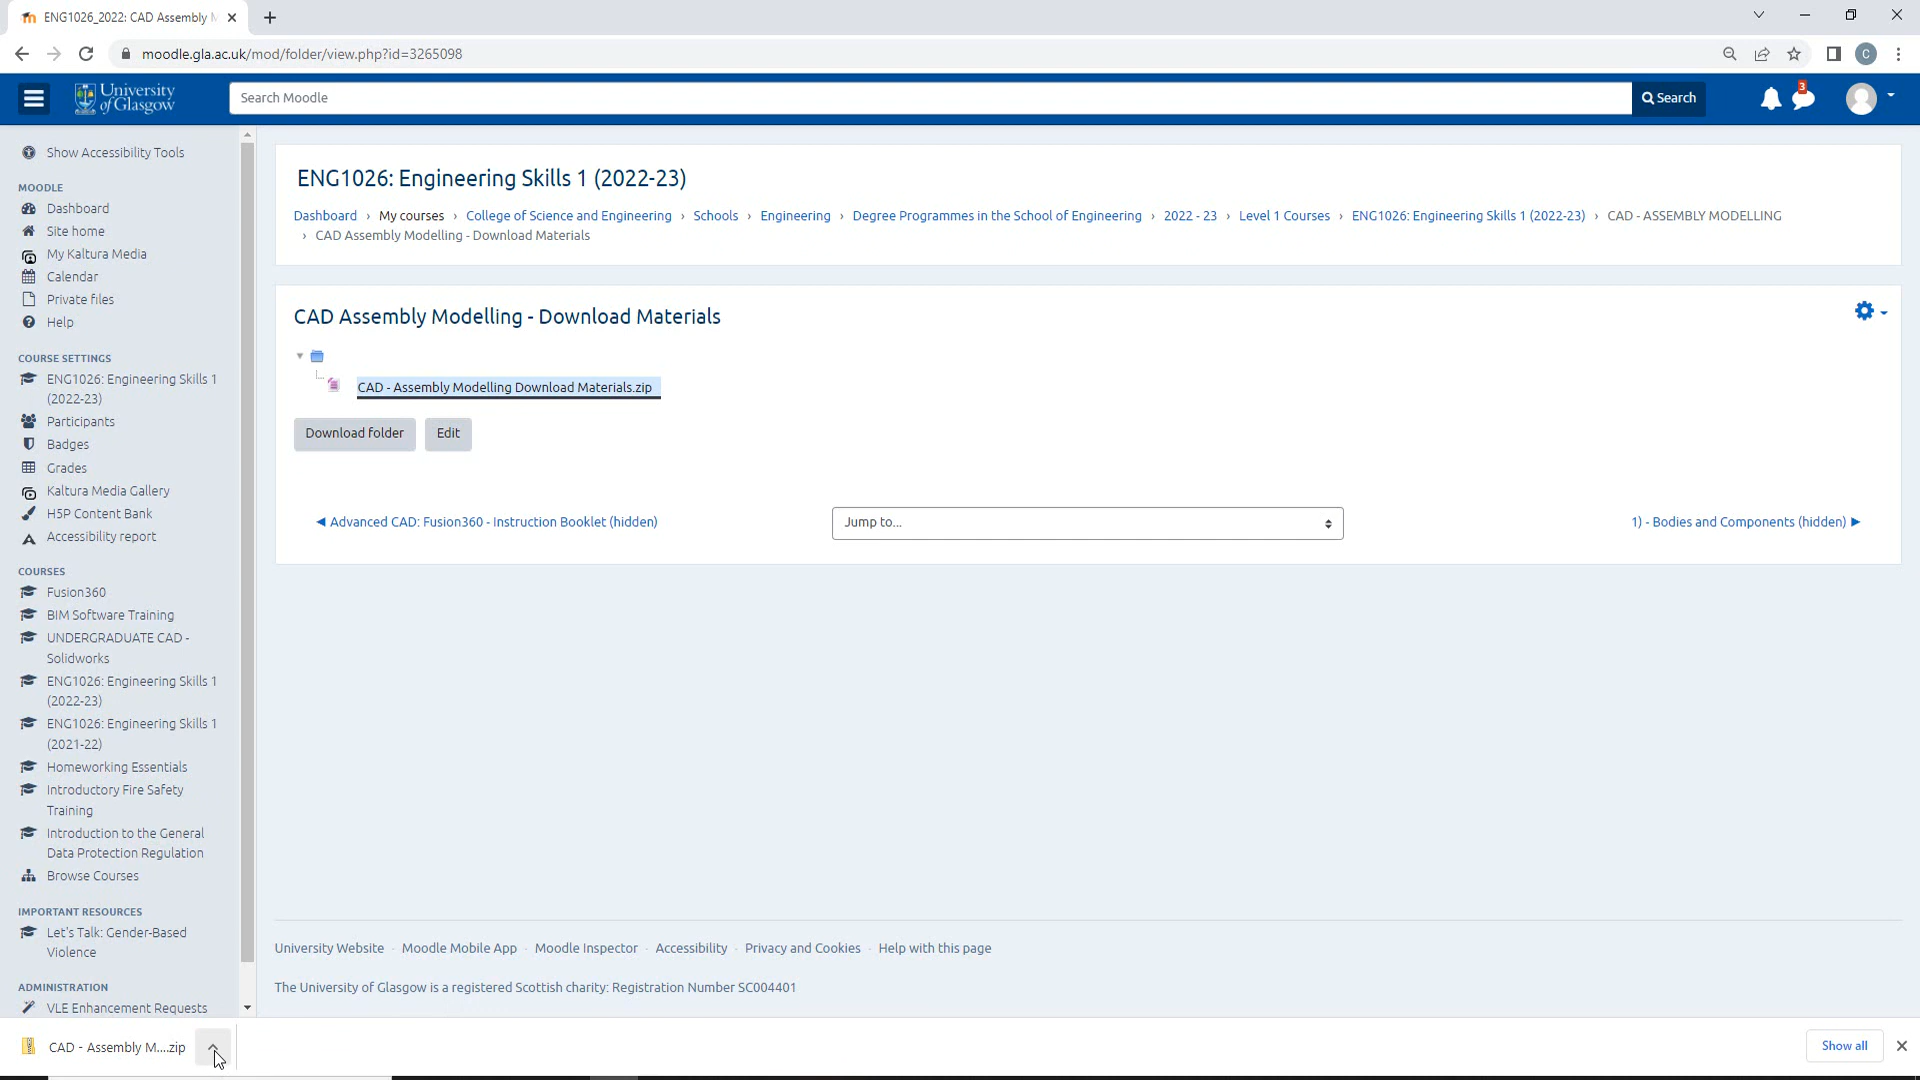 ENG1026_2022: CAD Assembly M
moodle.gla.ac.uk/mod/folder/view.php?id=3265098
C
University of Glasgow
Search Moodle
Search
3
Show Accessibility Tools
MOODLE
Dashboard
Site home
My Kaltura Media
Calendar
Private files
Help
COURSE SETTINGS
ENG1026: Engineering Skills 1
(2022-23)
Participants
Badges
Grades
Kaltura Media Gallery
H5P Content Bank
Accessibility report
COURSES
Fusion360
BIM Software Training
UNDERGRADUATE CAD -
Solidworks
ENG1026: Engineering Skills 1
(2022-23)
ENG1026: Engineering Skills 1
(2021-22)
Homeworking Essentials
Introductory Fire Safety
Training
Introduction to the General
Data Protection Regulation
Browse Courses
IMPORTANT RESOURCES
Let's Talk: Gender-Based
Violence
ADMINISTRATION
VLE Enhancement Requests
ENG1026: Engineering Skills 1 (2022-23)
Dashboard › My courses › College of Science and Engineering › Schools › Engineering › Degree Programmes in the School of Engineering › 2022 - 23 › Level 1 Courses › ENG1026: Engineering Skills 1 (2022-23) › CAD - ASSEMBLY MODELLING
› CAD Assembly Modelling - Download Materials
CAD Assembly Modelling - Download Materials
CAD - Assembly Modelling Download Materials.zip
Download folder Edit
◀ Advanced CAD: Fusion360 - Instruction Booklet (hidden) Jump to... 1) - Bodies and Components (hidden) ▶
University Website - Moodle Mobile App - Moodle Inspector - Accessibility - Privacy and Cookies - Help with this page
The University of Glasgow is a registered Scottish charity: Registration Number SC004401
CAD - Assembly M....zip
Show all